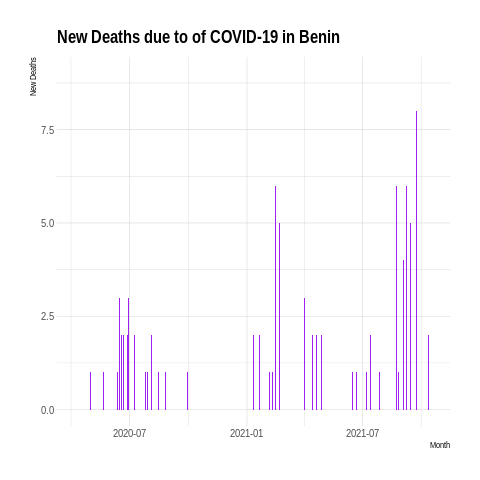 New Deaths due to of COVID-19 in Benin
New Deaths
7.5
5.0
2.5
0.0
2020-07
2021-01
2021-07
Month